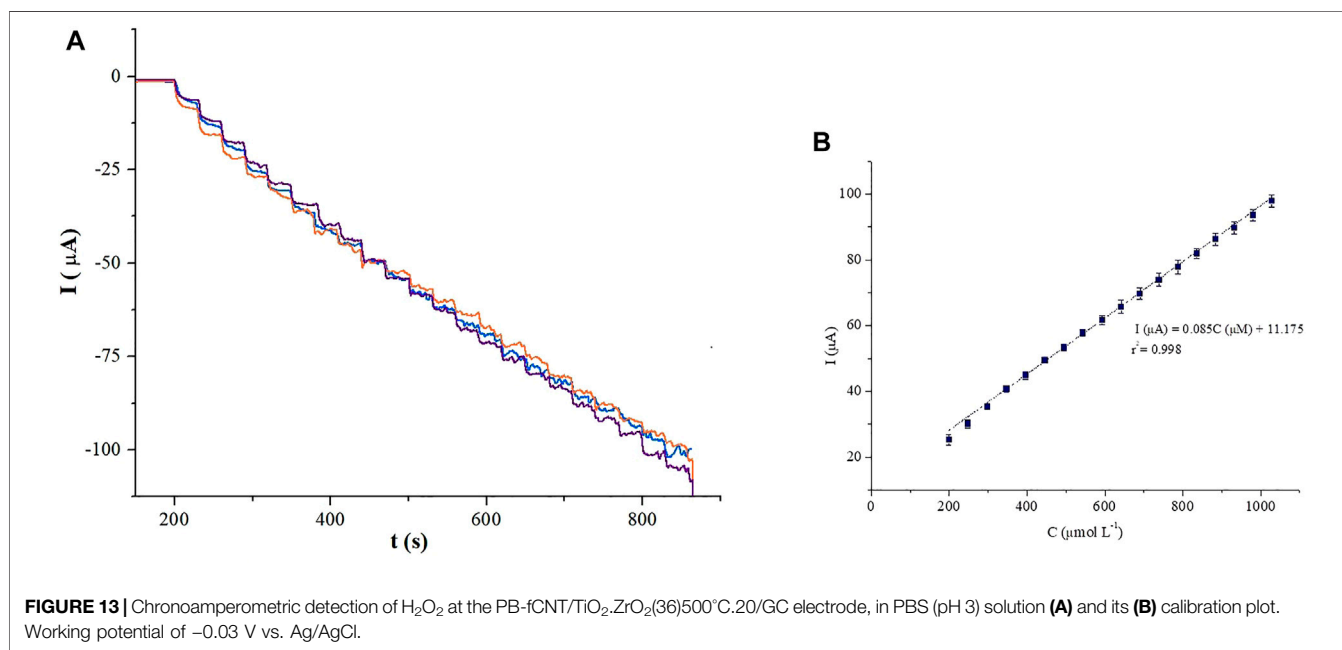 A
0
-25
-50
-75
-100
I ( μA)
200
400
600
800
t (s)
B
100
80
60
40
20
I (μA)
I (μA) = 0.085C (μM) + 11.175
r² = 0.998
0
200
400
600
800
1000
C (μmol L⁻¹)
FIGURE 13 | Chronoamperometric detection of H₂O₂ at the PB-fCNT/TiO₂.ZrO₂(36)500°C.20/GC electrode, in PBS (pH 3) solution (A) and its (B) calibration plot.
Working potential of −0.03 V vs. Ag/AgCl.